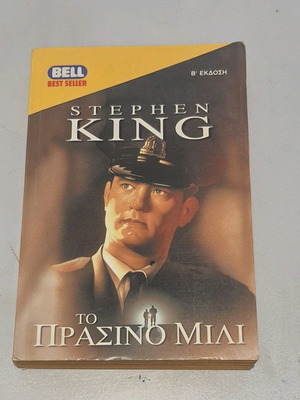 BELL
BEST SELLER
Β' ΕΚΔΟΣΗ
STEPHEN
KING
ΤΟ
ΠΡΑΣΙΝΟ ΜΙΛΙ